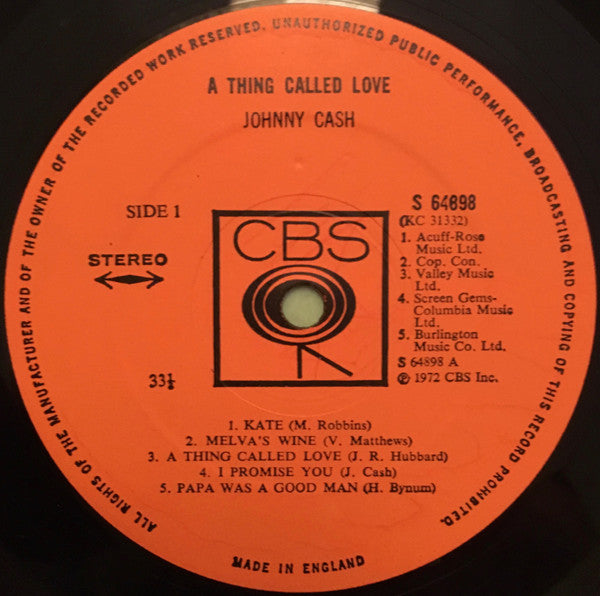 ALL RIGHTS OF THE MANUFACTURER AND OF THE OWNER OF THE RECORDED WORK RESERVED. UNAUTHORIZED PUBLIC PERFORMANCE, BROADCASTING AND COPYING OF THIS RECORD PROHIBITED.
A THING CALLED LOVE
JOHNNY CASH
SIDE 1
STEREO
33⅓
CBS
S 64898
(KC 31332)
1. Acuff-Rose
Music Ltd.
2. Cop. Con.
3. Valley Music
Ltd.
4. Screen Gems-
Columbia Music
Ltd.
5. Burlington
Music Co. Ltd.
S 64898 A
℗ 1972 CBS Inc.
1. KATE (M. Robbins)
2. MELVA'S WINE (V. Matthews)
3. A THING CALLED LOVE (J. R. Hubbard)
4. I PROMISE YOU (J. Cash)
5. PAPA WAS A GOOD MAN (H. Bynum)
MADE IN ENGLAND